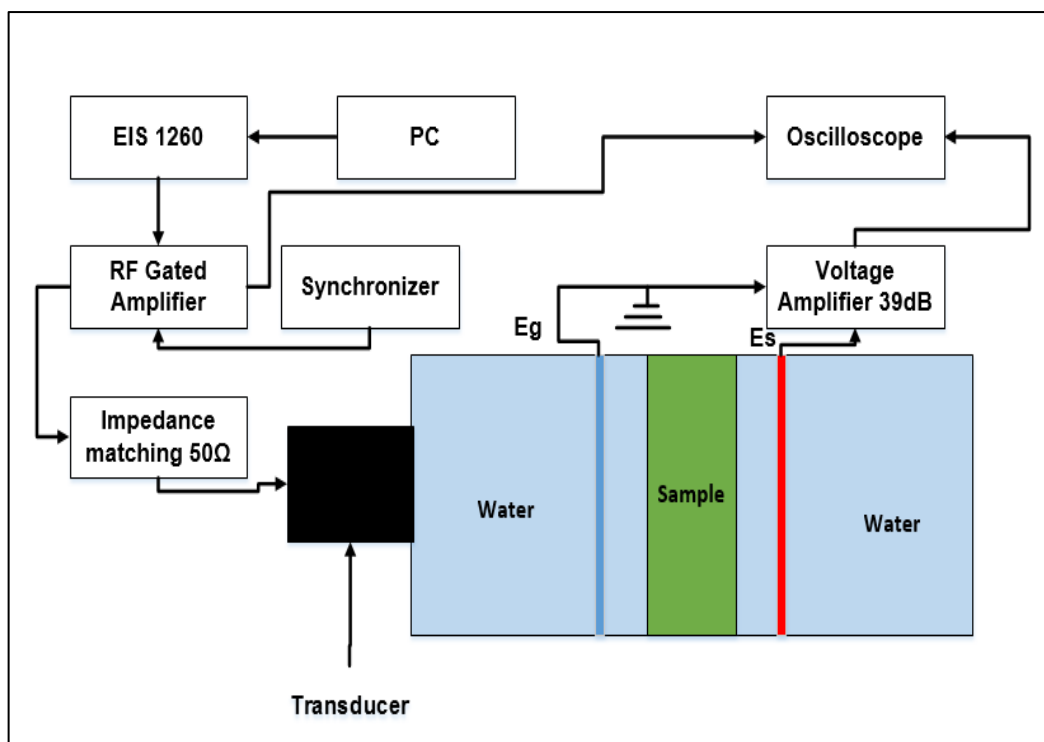 EIS 1260
PC
Oscilloscope
RF Gated
Amplifier
Synchronizer
Voltage
Amplifier 39dB
Eg
Es
Impedance
matching 50Ω
Water
Sample
Water
Transducer